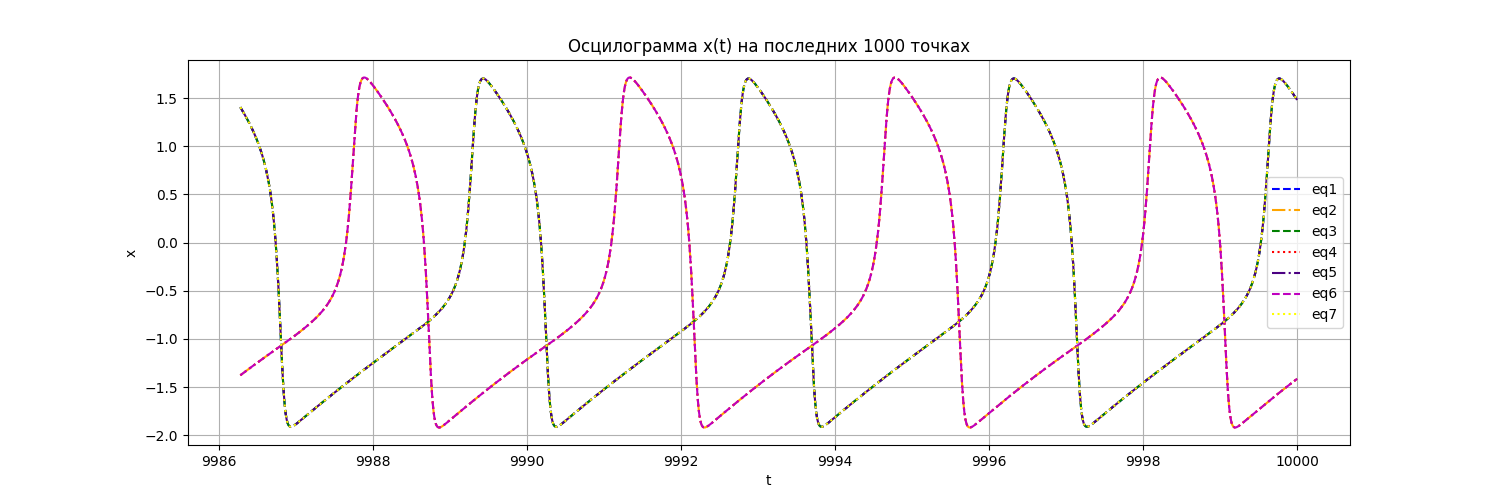 Осцилограмма x(t) на последних 1000 точках
x
1.5
1.0
0.5
0.0
−0.5
−1.0
−1.5
−2.0
eq1
eq2
eq3
eq4
eq5
eq6
eq7
9986
9988
9990
9992
9994
9996
9998
10000
t